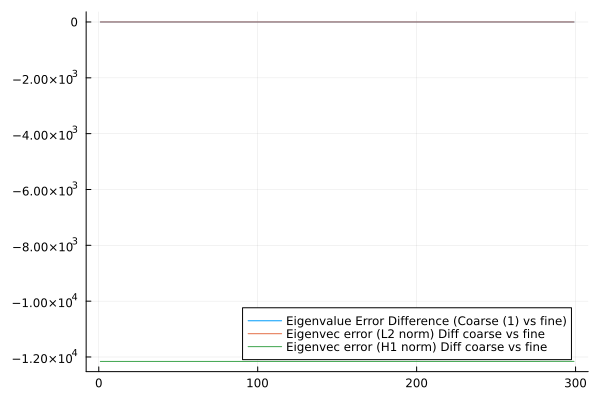 0
−2.00×10³
−4.00×10³
−6.00×10³
−8.00×10³
−1.00×10⁴
−1.20×10⁴
Eigenvalue Error Difference (Coarse (1) vs fine)
Eigenvec error (L2 norm) Diff coarse vs fine
Eigenvec error (H1 norm) Diff coarse vs fine
0 100 200 300